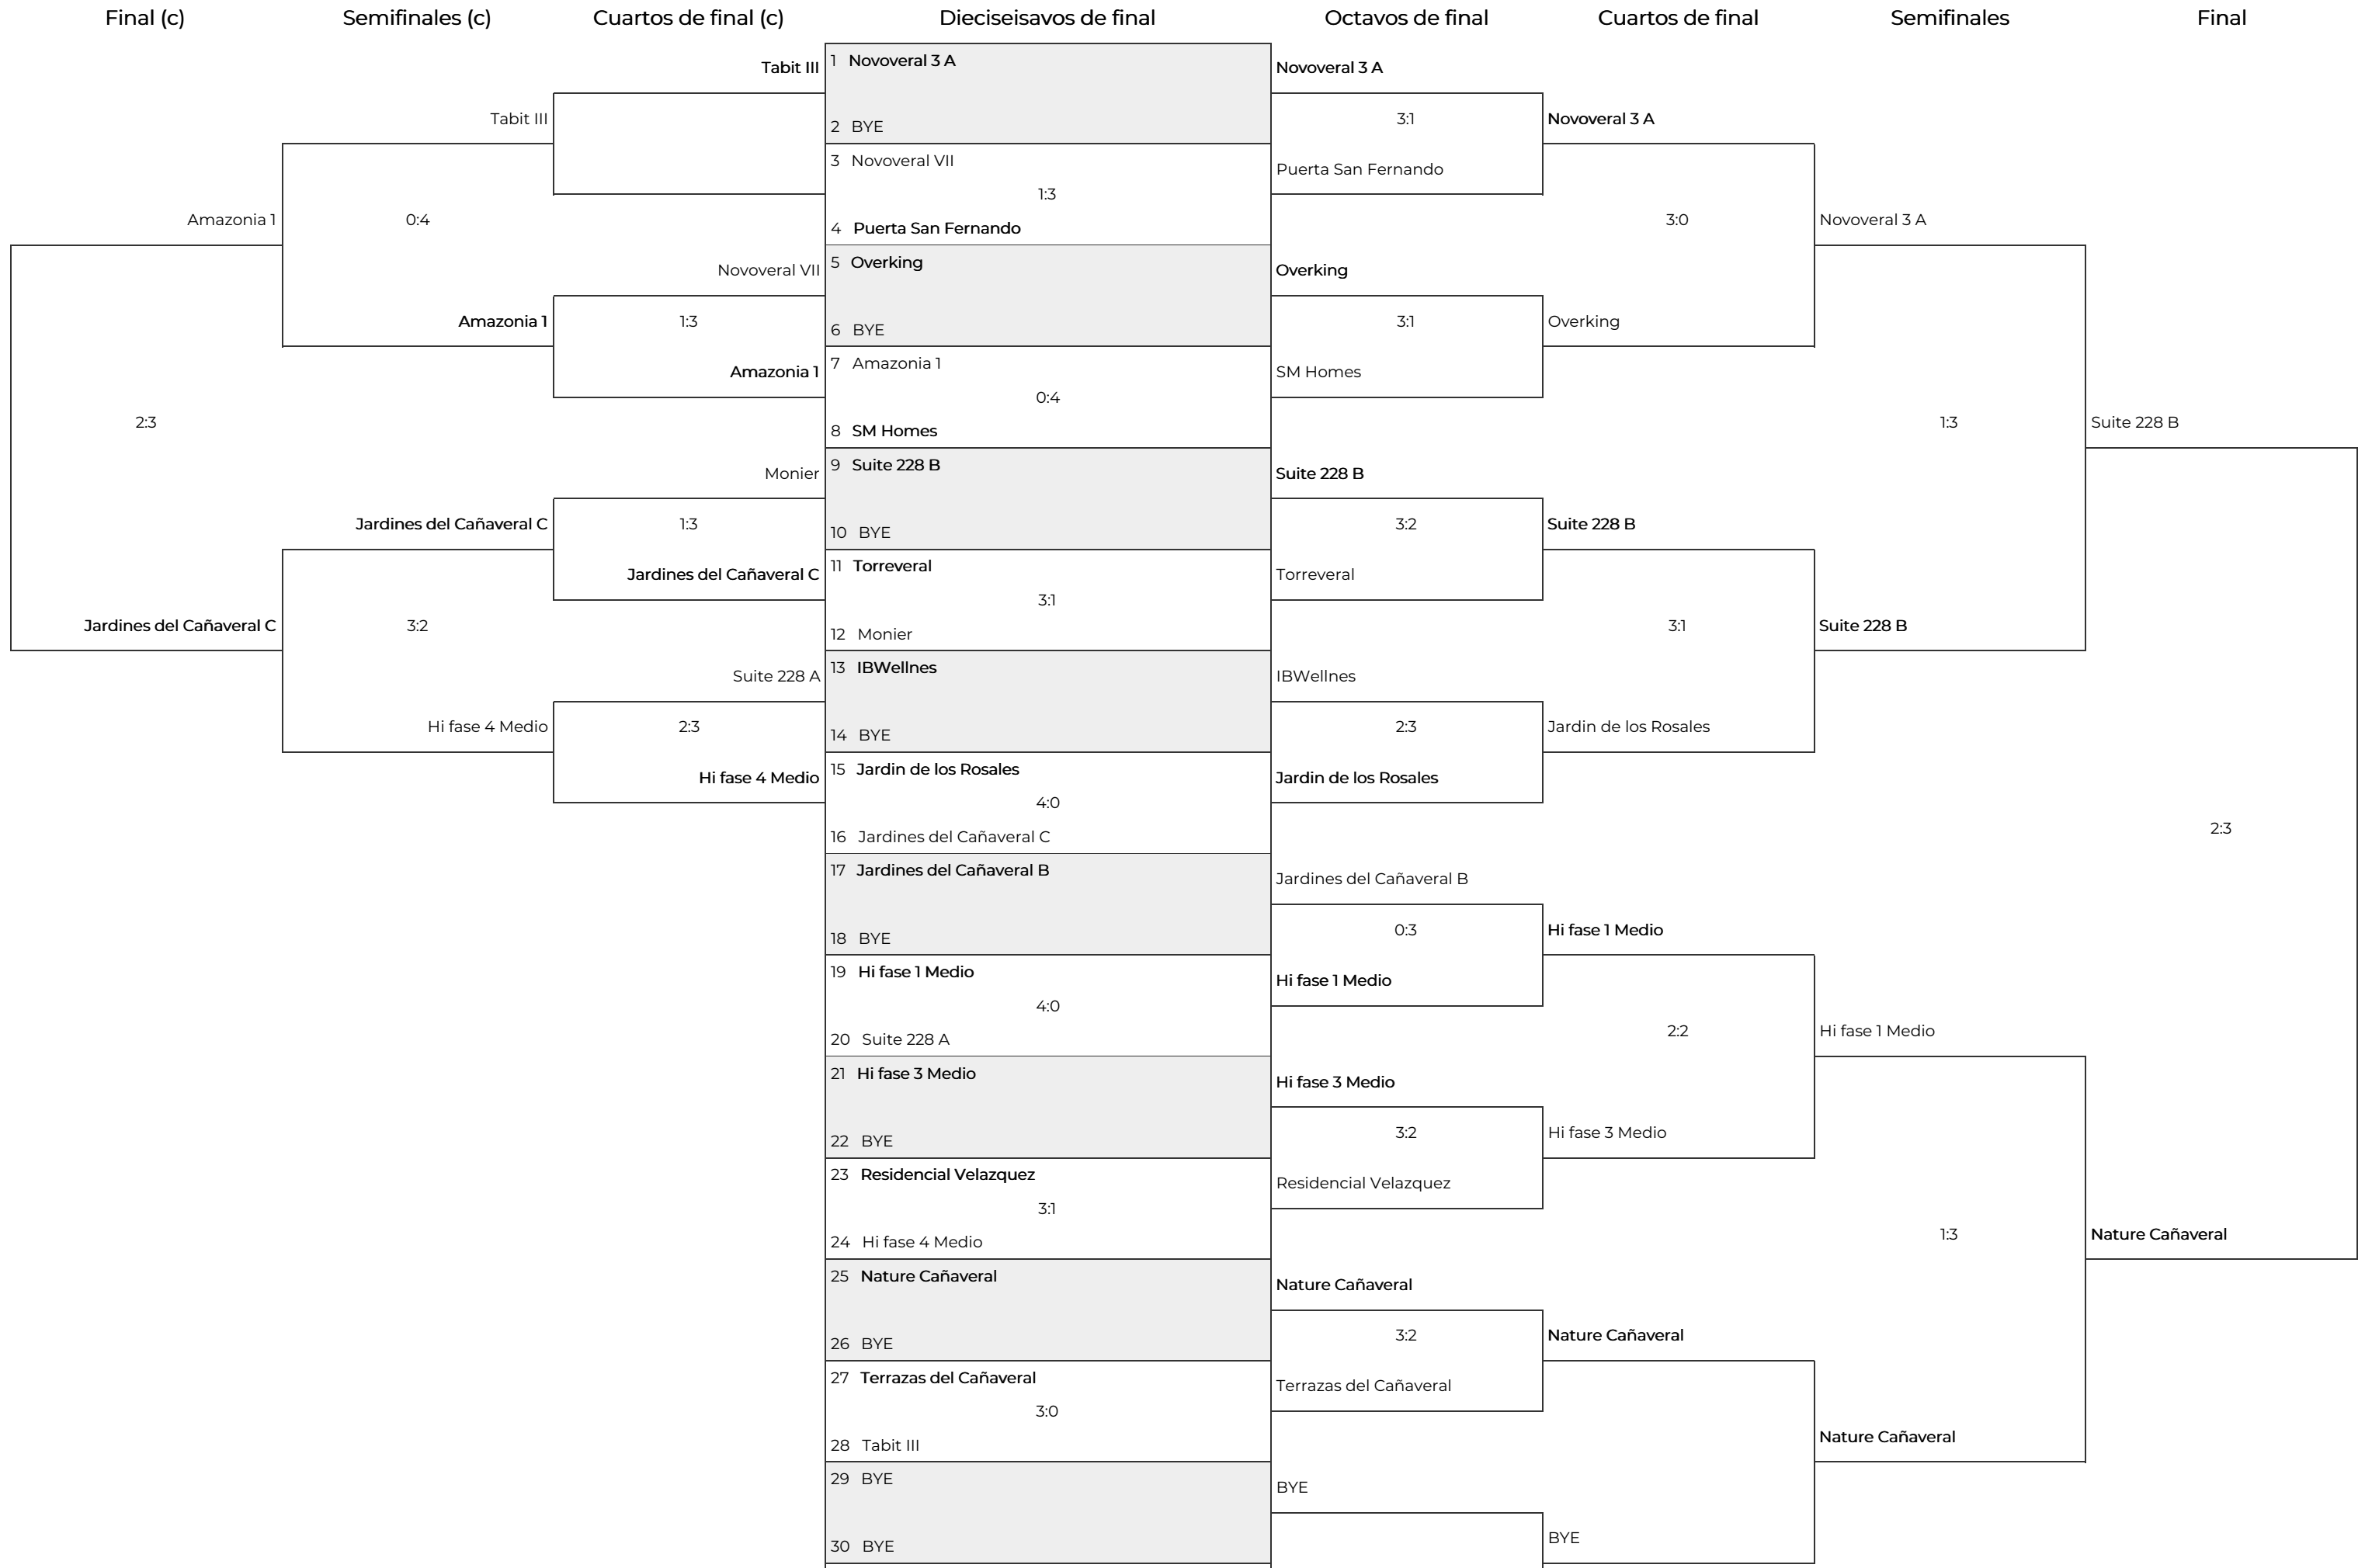 Final (c) Semifinales (c) Cuartos de final (c) Dieciseisavos de final Octavos de final Cuartos de final Semifinales Final
Tabit III 1 Novoveral 3 A Novoveral 3 A
Tabit III 2 BYE 3:1 Novoveral 3 A
3 Novoveral VII Puerta San Fernando
1:3
Amazonia 1 0:4 4 Puerta San Fernando 3:0 Novoveral 3 A
Novoveral VII 5 Overking Overking
Amazonia 1 1:3 6 BYE 3:1 Overking
Amazonia 1 7 Amazonia 1 SM Homes
0:4
2:3 8 SM Homes 1:3 Suite 228 B
Monier 9 Suite 228 B Suite 228 B
Jardines del Cañaveral C 1:3 10 BYE 3:2 Suite 228 B
Jardines del Cañaveral C 11 Torreveral Torreveral
3:1
Jardines del Cañaveral C 3:2 12 Monier 3:1 Suite 228 B
Suite 228 A 13 IBWellnes IBWellnes
Hi fase 4 Medio 2:3 14 BYE 2:3 Jardin de los Rosales
Hi fase 4 Medio 15 Jardin de los Rosales Jardin de los Rosales
4:0
16 Jardines del Cañaveral C 2:3
17 Jardines del Cañaveral B Jardines del Cañaveral B
18 BYE 0:3 Hi fase 1 Medio
19 Hi fase 1 Medio Hi fase 1 Medio
4:0
20 Suite 228 A 2:2 Hi fase 1 Medio
21 Hi fase 3 Medio Hi fase 3 Medio
22 BYE 3:2 Hi fase 3 Medio
23 Residencial Velazquez Residencial Velazquez
3:1
24 Hi fase 4 Medio 1:3 Nature Cañaveral
25 Nature Cañaveral Nature Cañaveral
26 BYE 3:2 Nature Cañaveral
27 Terrazas del Cañaveral Terrazas del Cañaveral
3:0
28 Tabit III Nature Cañaveral
29 BYE BYE
30 BYE BYE